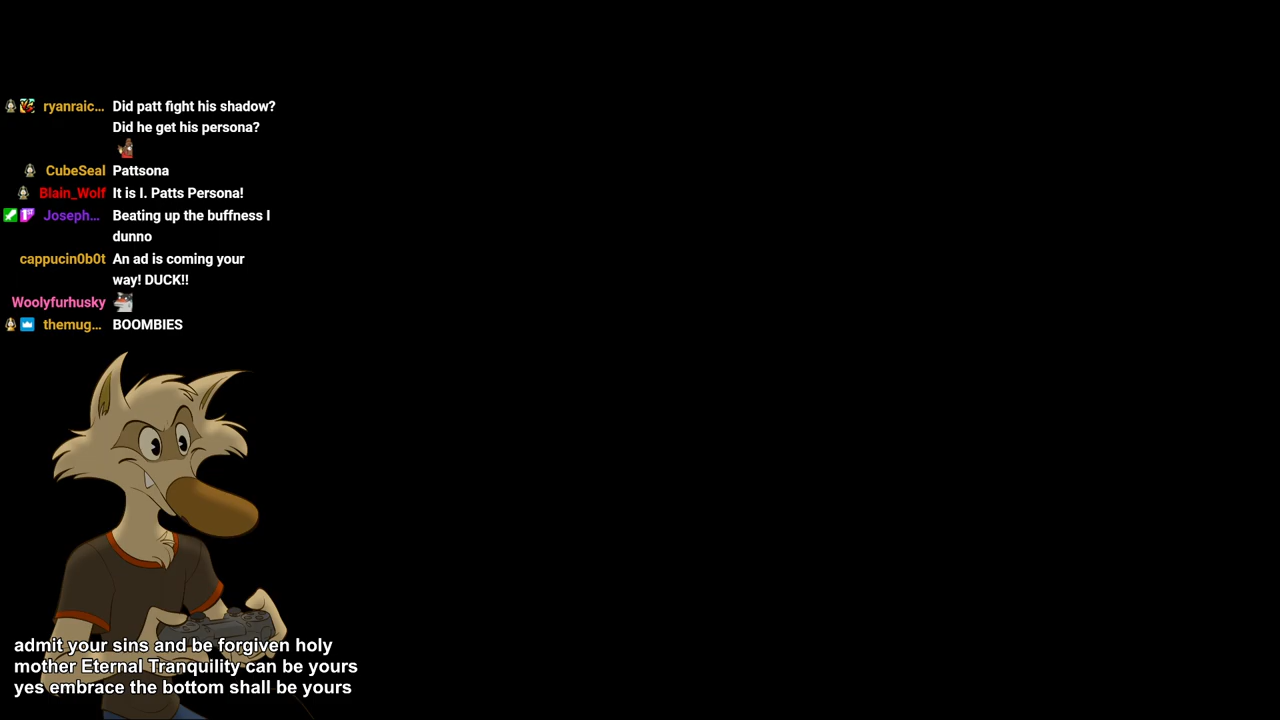 ryanraic... Did patt fight his shadow?
Did he get his persona?
CubeSeal Pattsona
Blain_Wolf It is I. Patts Persona!
Joseph... Beating up the buffness I
dunno
cappucin0b0t An ad is coming your
way! DUCK!!
Woolyfurhusky
themug... BOOMBIES
admit your sins and be forgiven holy
mother Eternal Tranquility can be yours
yes embrace the bottom shall be yours